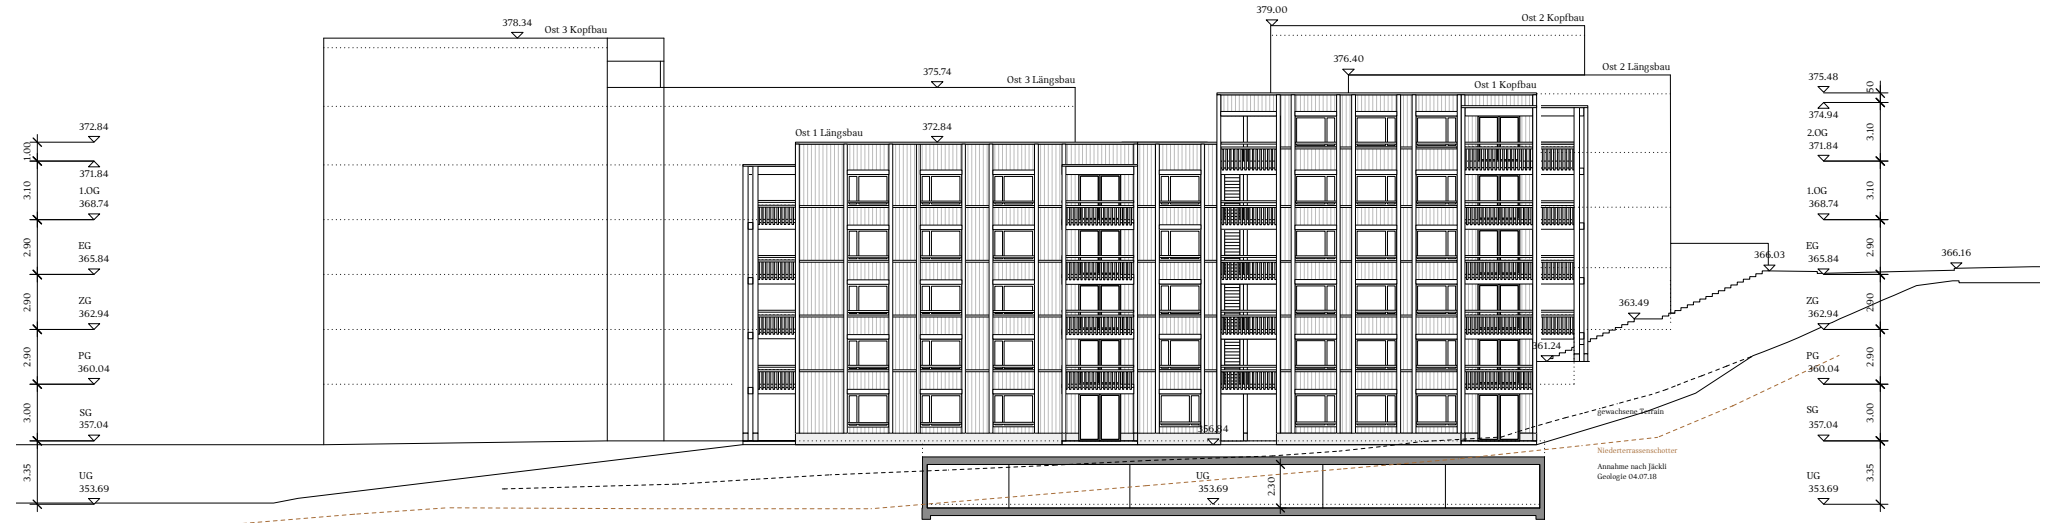 378.34
Ost 3 Kopfbau
379.00
Ost 2 Kopfbau
376.40
Ost 2 Längsbau
375.74
Ost 3 Längsbau
Ost 1 Kopfbau
Ost 1 Längsbau
372.84
372.84
1.00
371.84
3.10
1.OG
368.74
2.90
EG
365.84
2.90
ZG
362.94
2.90
PG
360.04
3.00
SG
357.04
3.35
UG
353.69
356.84
UG
353.69
2.30
361.24
363.49
366.03
366.16
gewachsene Terrain
Niederterrassenschotter
Annahme nach Jäckli
Geologie 04.07.18
375.48
50
374.94
3.10
2.OG
371.84
3.10
1.OG
368.74
2.90
EG
365.84
2.90
ZG
362.94
2.90
PG
360.04
3.00
SG
357.04
3.35
UG
353.69